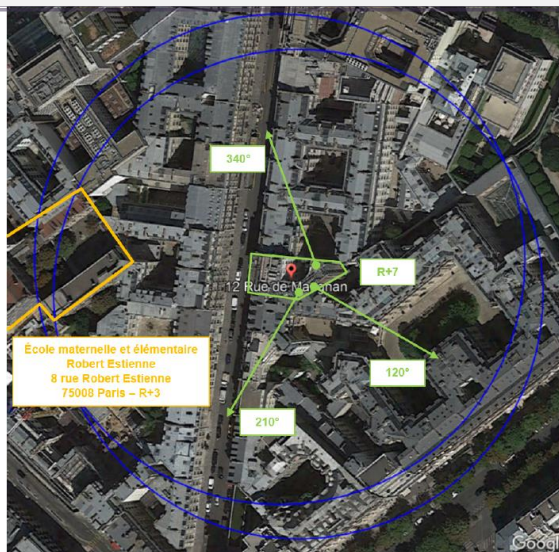 340°
R+7
12 Rue de Marignan
120°
210°
École maternelle et élémentaire
Robert Estienne
8 rue Robert Estienne
75008 Paris – R+3
Goog